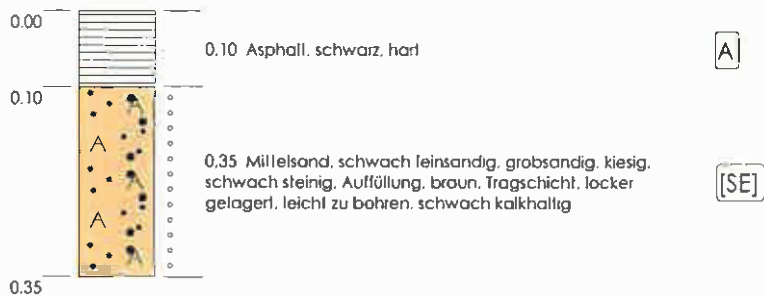 0.00
0.10 Asphalt, schwarz, hart
A
0.10
A
A
A
A
A
0,35 Mittelsand, schwach feinsandig, grobsandig, kiesig,
schwach steinig, Auffüllung, braun, Tragschicht, locker
gelagert, leicht zu bohren, schwach kalkhaltig
[SE]
0.35